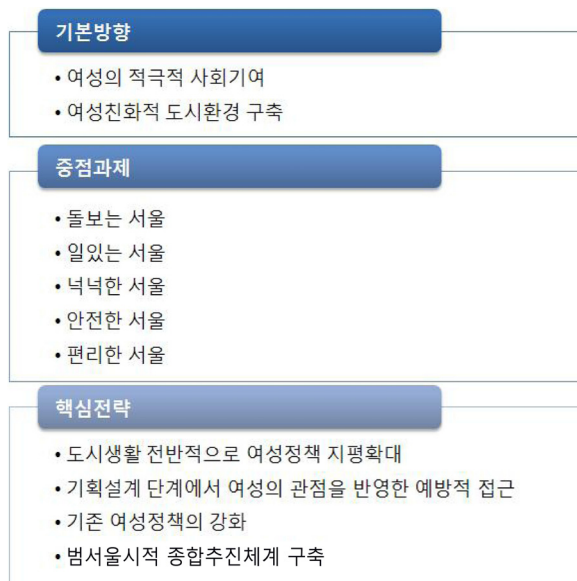 기본방향
• 여성의 적극적 사회기여
• 여성친화적 도시환경 구축
중점과제
• 돌보는 서울
• 일있는 서울
• 넉넉한 서울
• 안전한 서울
• 편리한 서울
핵심전략
• 도시생활 전반적으로 여성정책 지평확대
• 기획설계 단계에서 여성의 관점을 반영한 예방적 접근
• 기존 여성정책의 강화
• 범서울시적 종합추진체계 구축